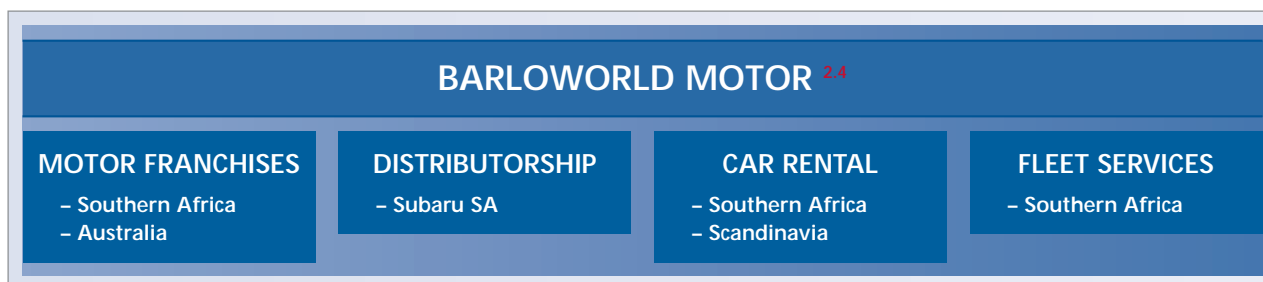 BARLOWORLD MOTOR 2.4
MOTOR FRANCHISES
– Southern Africa
– Australia
DISTRIBUTORSHIP
– Subaru SA
CAR RENTAL
– Southern Africa
– Scandinavia
FLEET SERVICES
– Southern Africa